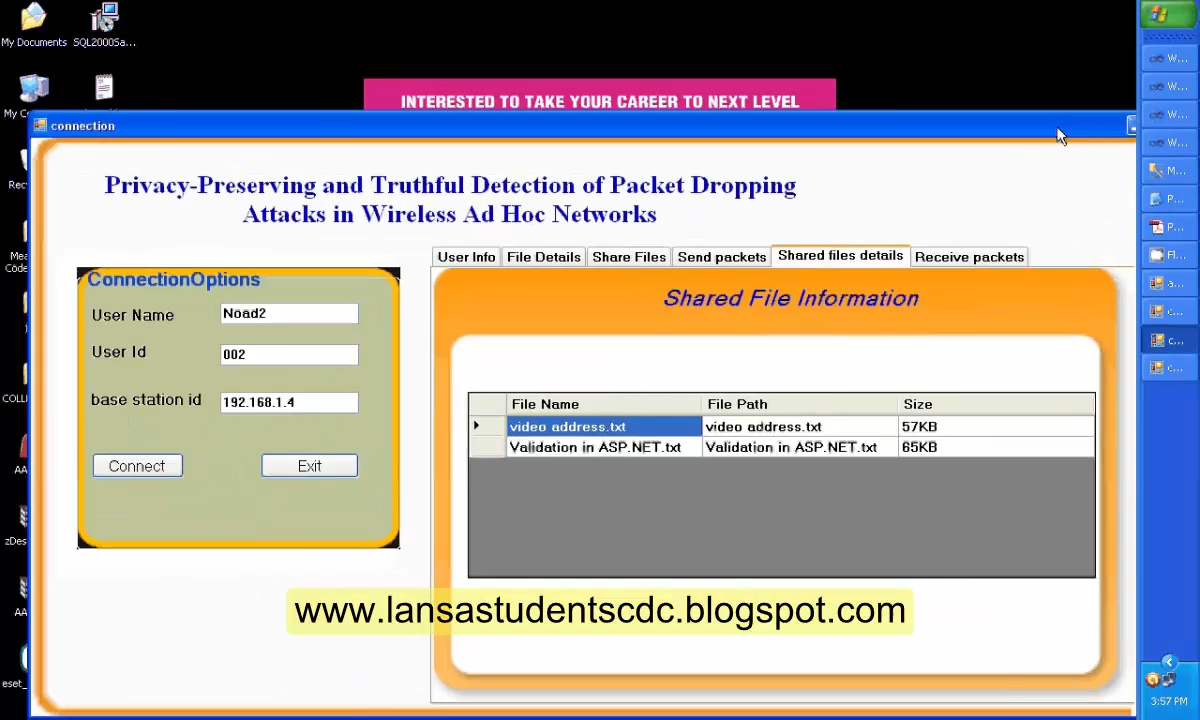 My Documents
SQL2000Sa...
INTERESTED TO TAKE YOUR CAREER TO NEXT LEVEL
connection
Privacy-Preserving and Truthful Detection of Packet Dropping
Attacks in Wireless Ad Hoc Networks
User Info
File Details
Share Files
Send packets
Shared files details
Receive packets
ConnectionOptions
User Name
Noad2
User Id
002
base station id
192.168.1.4
Connect
Exit
Shared File Information
File Name File Path Size
video address.txt video address.txt 57KB
Validation in ASP.NET.txt Validation in ASP.NET.txt 65KB
www.lansastudentscdc.blogspot.com
W...
W...
W...
W...
M...
P...
P...
Fl...
a...
c...
c...
c...
3:57 PM